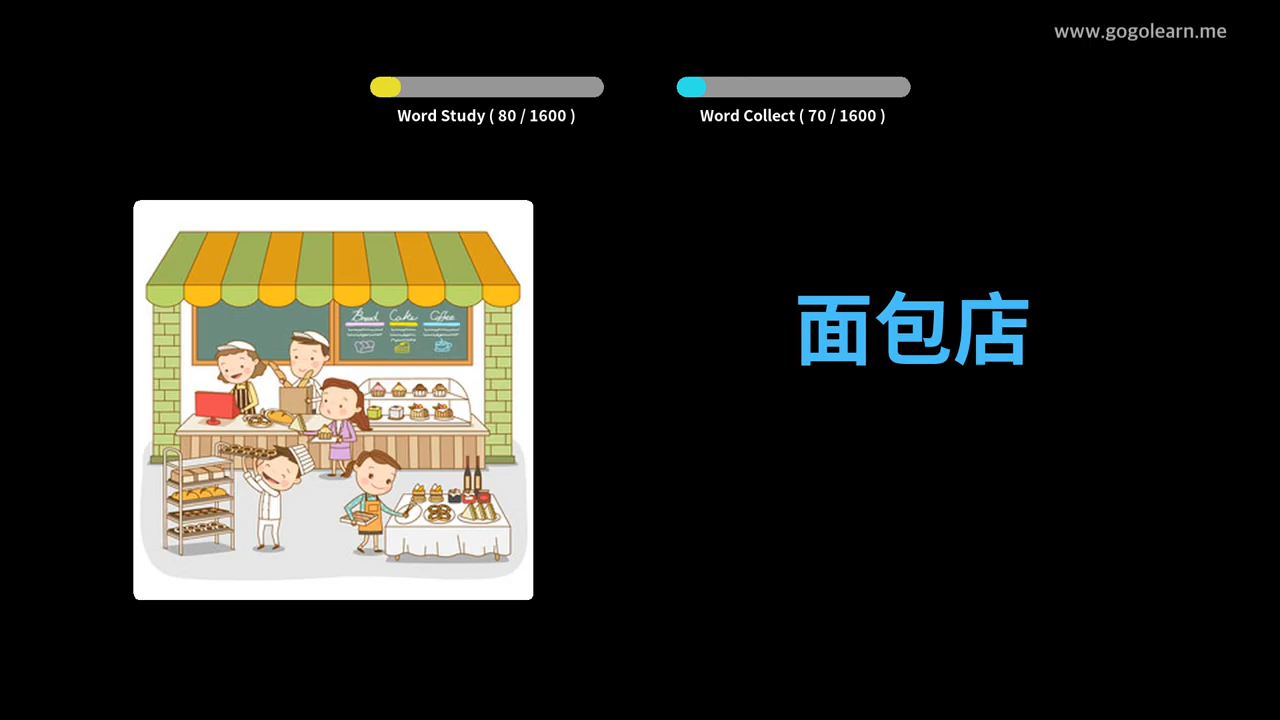 www.gogolearn.me
Word Study ( 80 / 1600 )
Word Collect ( 70 / 1600 )
Bread Cake Coffee
面包店